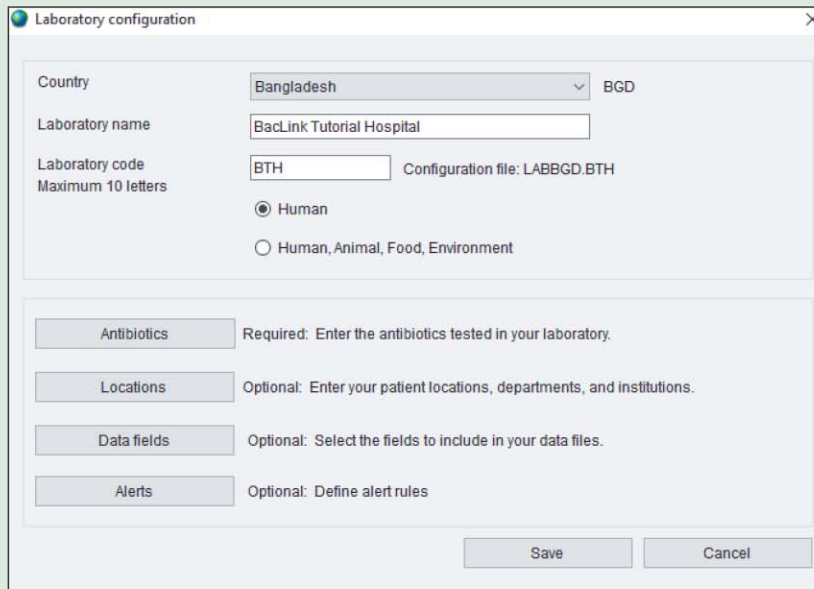 Laboratory configuration
Country
Bangladesh
BGD
Laboratory name
BacLink Tutorial Hospital
Laboratory code
Maximum 10 letters
BTH
Configuration file: LABBGD.BTH
Human
Human, Animal, Food, Environment
Antibiotics
Required: Enter the antibiotics tested in your laboratory.
Locations
Optional: Enter your patient locations, departments, and institutions.
Data fields
Optional: Select the fields to include in your data files.
Alerts
Optional: Define alert rules
Save
Cancel